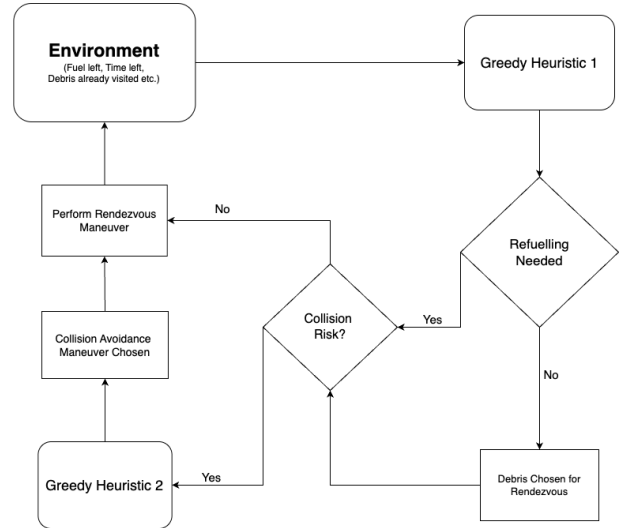 Environment
(Fuel left, Time left,
Debris already visited etc.)
Greedy Heuristic 1
Perform Rendezvous
Maneuver
No
Refuelling
Needed
Collision
Risk?
Yes
Collision Avoidance
Maneuver Chosen
No
Greedy Heuristic 2
Yes
Debris Chosen for
Rendezvous